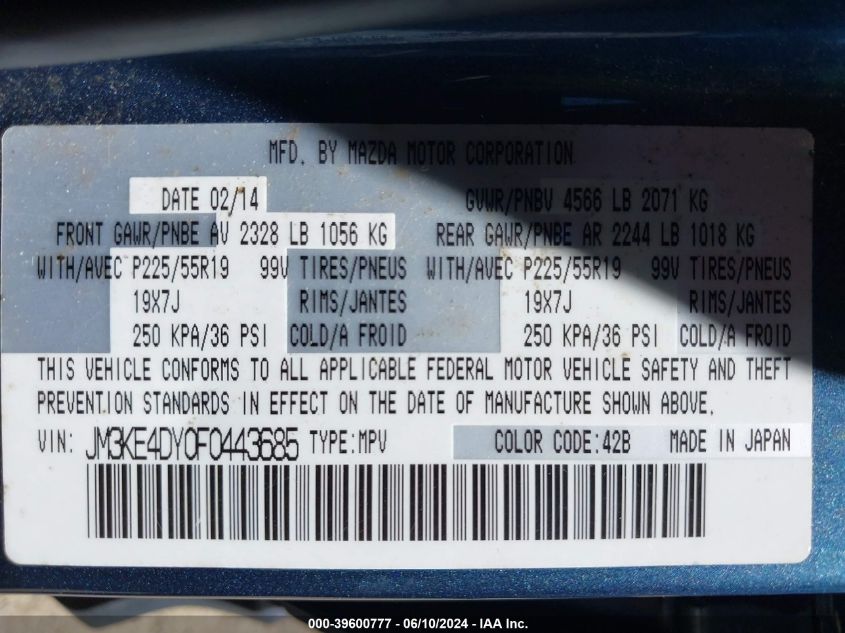 MFD. BY MAZDA MOTOR CORPORATION
DATE 02/14 GVWR/PNBV 4566 LB 2071 KG
FRONT GAWR/PNBE AV 2328 LB 1056 KG REAR GAWR/PNBE AR 2244 LB 1018 KG
WITH/AVEC P225/55R19 99V TIRES/PNEUS WITH/AVEC P225/55R19 99V TIRES/PNEUS
19X7J RIMS/JANTES 19X7J RIMS/JANTES
250 KPA/36 PSI COLD/A FROID 250 KPA/36 PSI COLD/A FROID
THIS VEHICLE CONFORMS TO ALL APPLICABLE FEDERAL MOTOR VEHICLE SAFETY AND THEFT
PREVENTION STANDARDS IN EFFECT ON THE DATE OF MANUFACTURE SHOWN ABOVE.
VIN: JM3KE4DY0F0443685 TYPE:MPV COLOR CODE:42B MADE IN JAPAN
000-39600777 - 06/10/2024 - IAA Inc.